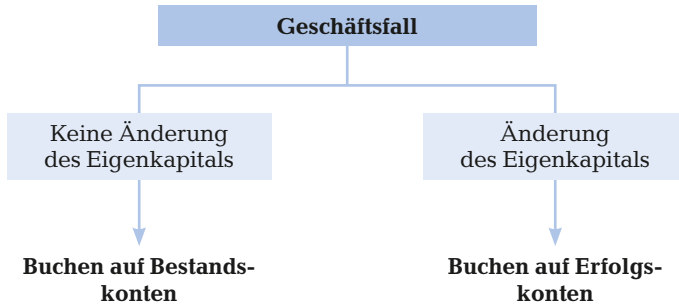 Geschäftsfall
Keine Änderung
des Eigenkapitals
Änderung
des Eigenkapitals
Buchen auf Bestands-
konten
Buchen auf Erfolgs-
konten